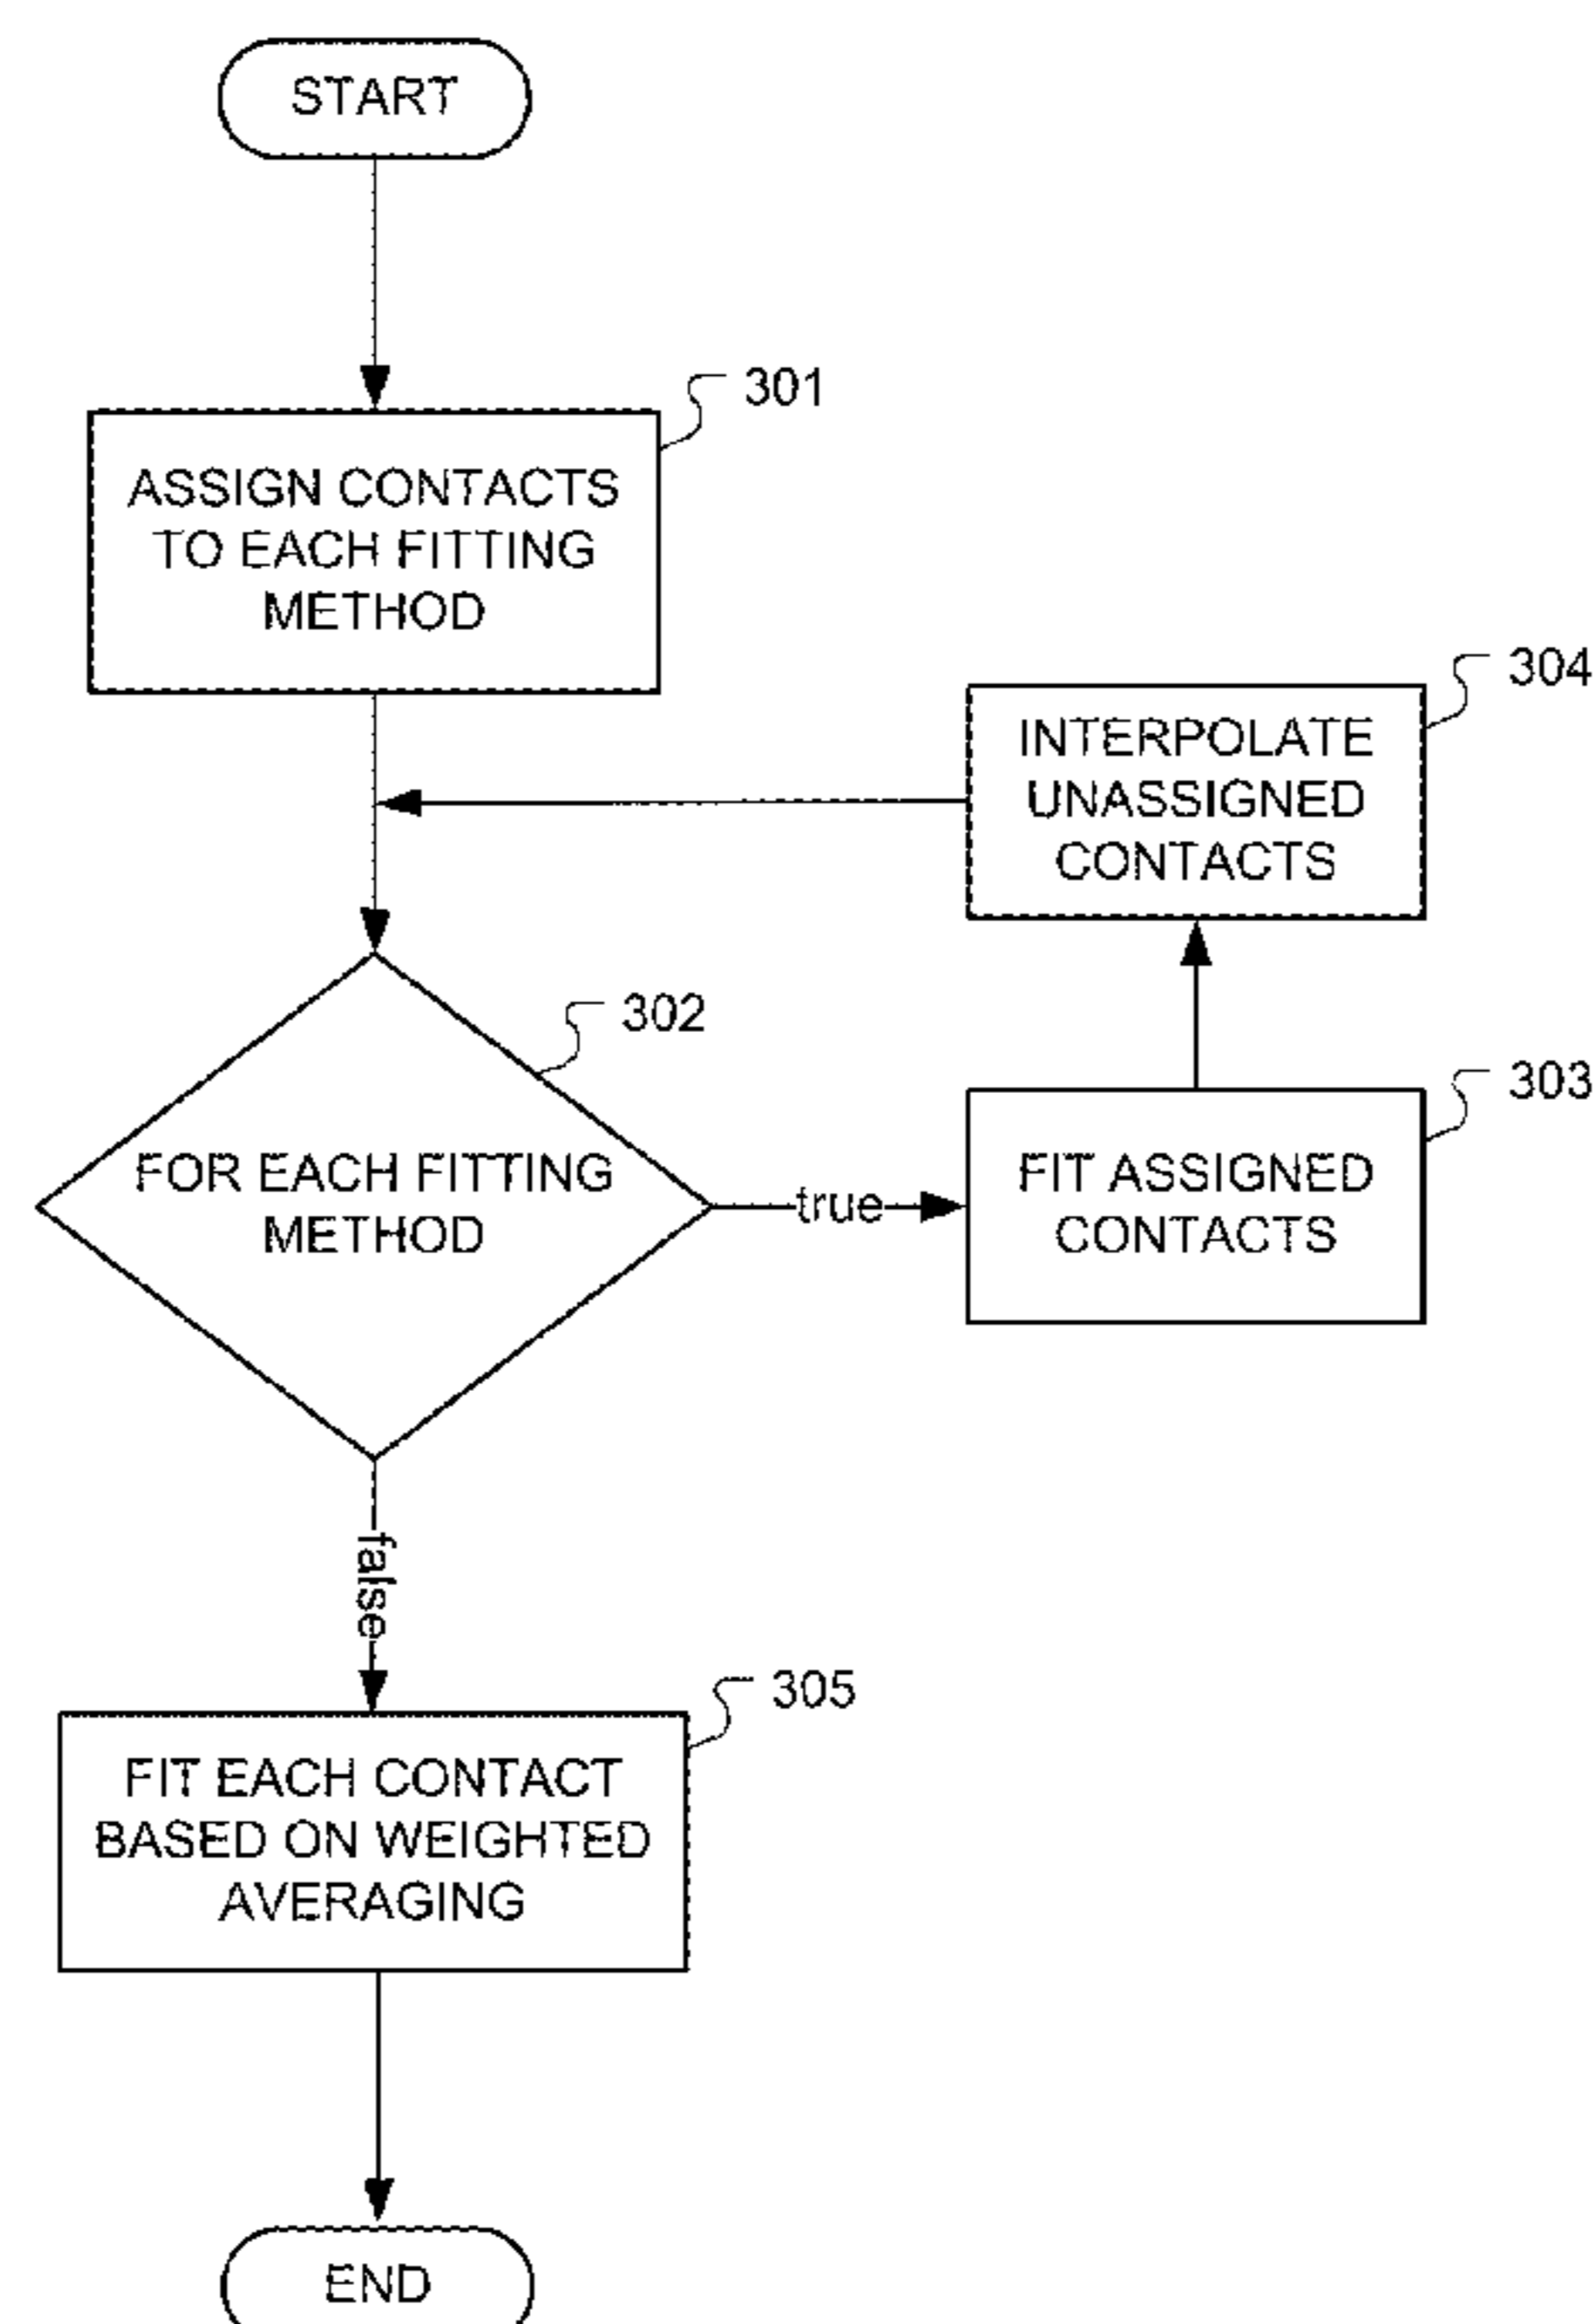 START
301
ASSIGN CONTACTS
TO EACH FITTING
METHOD
304
INTERPOLATE
UNASSIGNED
CONTACTS
302
FOR EACH FITTING
METHOD
true
303
FIT ASSIGNED
CONTACTS
false
305
FIT EACH CONTACT
BASED ON WEIGHTED
AVERAGING
END